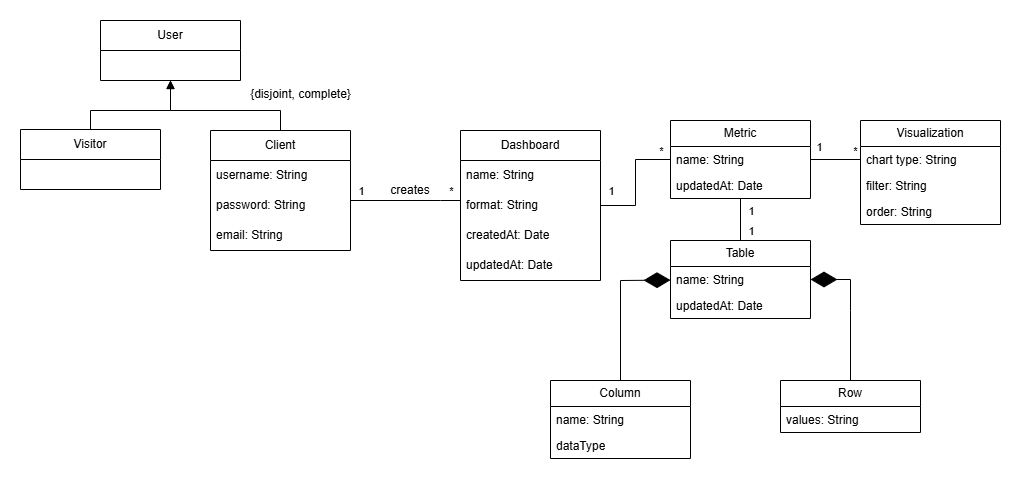 User
{disjoint, complete}
Visitor
Client
username: String
password: String
email: String
1
creates
*
Dashboard
name: String
format: String
createdAt: Date
updatedAt: Date
1
*
Metric
name: String
updatedAt: Date
1
*
Visualization
chart type: String
filter: String
order: String
1
1
Table
name: String
updatedAt: Date
Column
name: String
dataType
Row
values: String